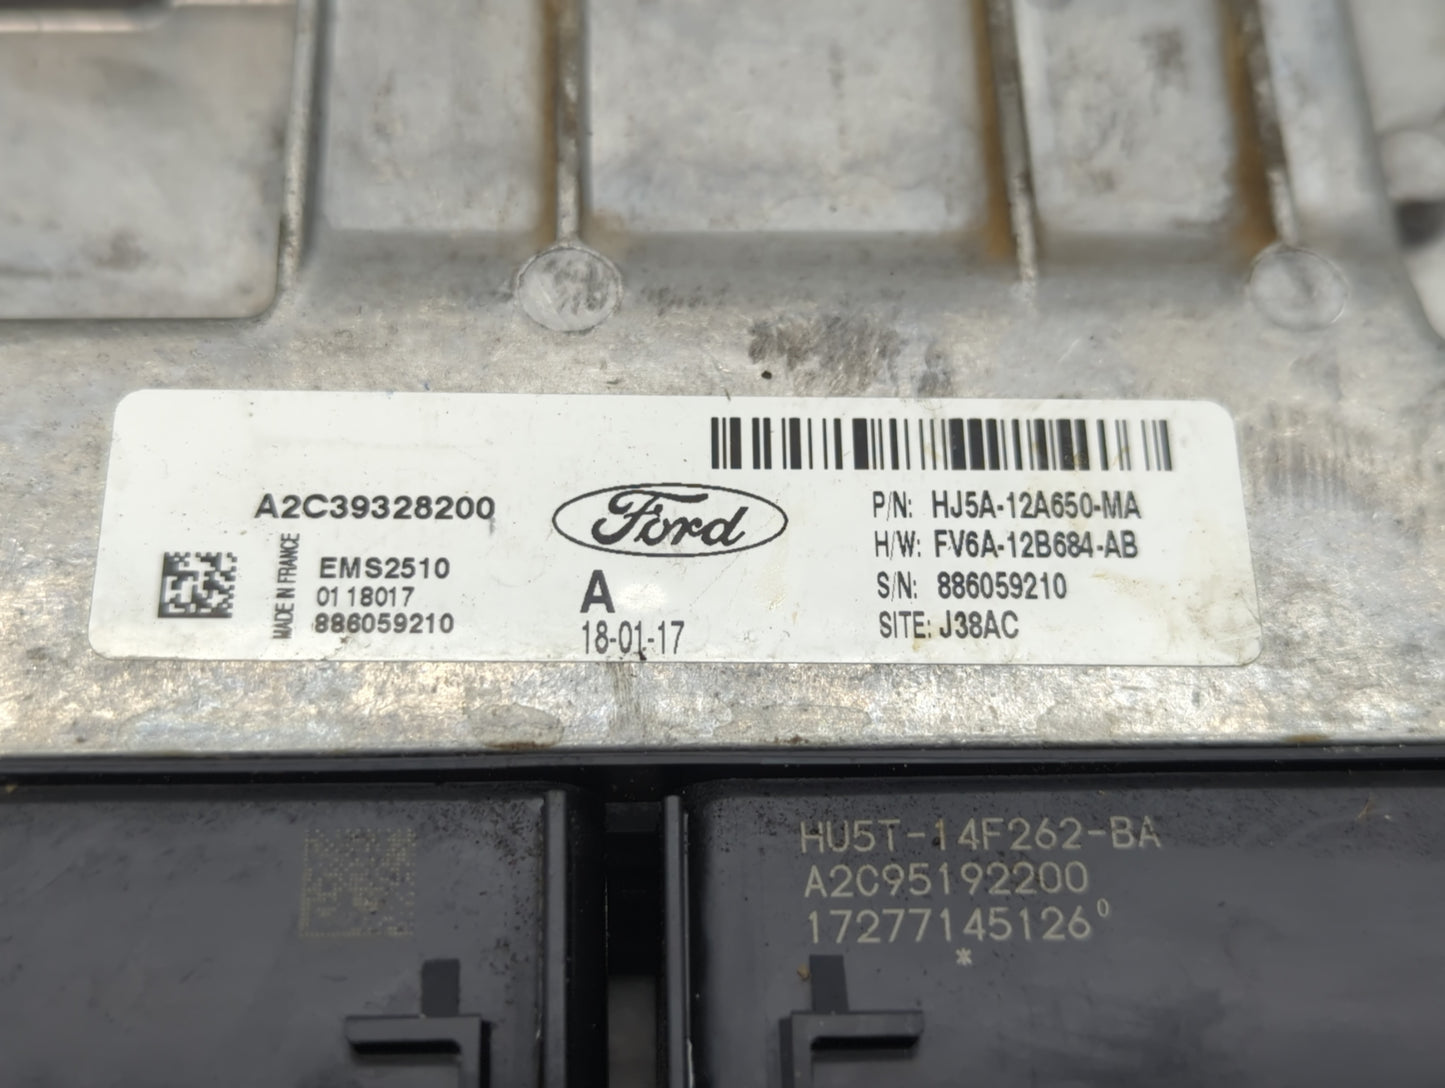 A2C39328200
MADE IN FRANCE
EMS2510
0118017
886059210
Ford
A
18-01-17
P/N: HJ5A-12A650-MA
H/W: FV6A-12B684-AB
S/N: 886059210
SITE: J38AC
HU5T-14F262-BA
A2C95192200
17277145126⁰
*